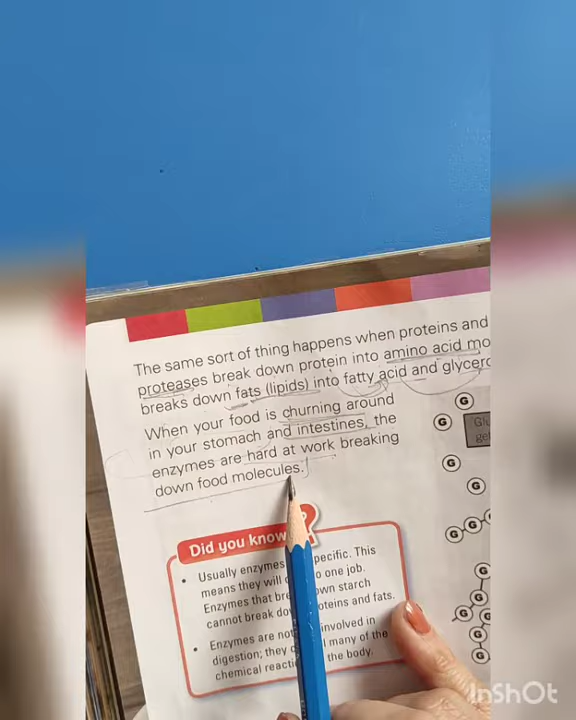 The same sort of thing happens when proteins and
proteases break down protein into amino acid mo
breaks down fats (lipids) into fatty acid and glycero
When your food is churning around
in your stomach and intestines, the
enzymes are hard at work breaking
down food molecules.
Did you know
Usually enzymes pecific. This
means they will o one job.
Enzymes that bre own starch
cannot break dow oteins and fats.
Enzymes are not involved in
digestion; they many of the
chemical reacti the body.
G
G
Glu
gel
G
G
G
G
G
G
G
G
G
InShOt